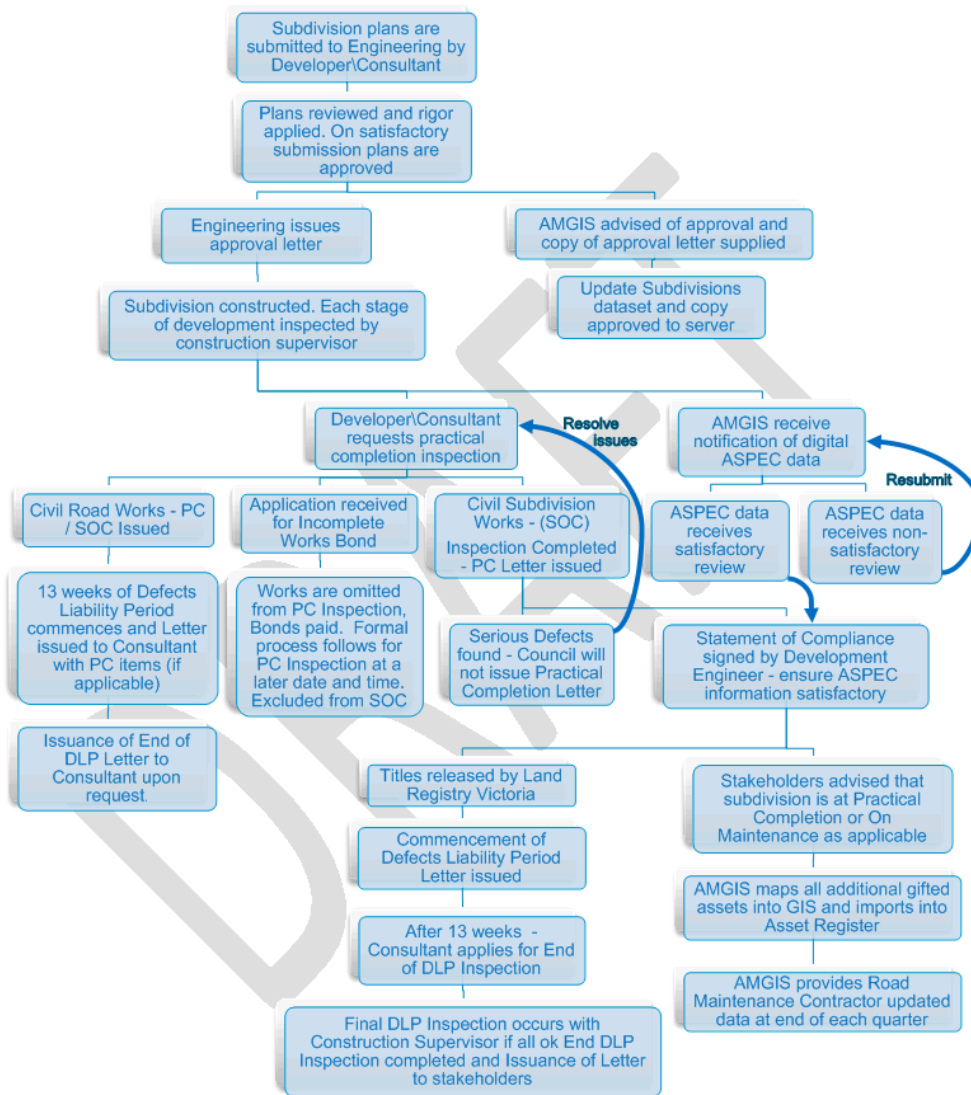 Subdivision plans are
submitted to Engineering by
Developer\Consultant
Plans reviewed and rigor
applied. On satisfactory
submission plans are
approved
Engineering issues
approval letter
AMGIS advised of approval and
copy of approval letter supplied
Subdivision constructed. Each stage
of development inspected by
construction supervisor
Update Subdivisions
dataset and copy
approved to server
Developer\Consultant
requests practical
completion inspection
Resolve
issues
AMGIS receive
notification of digital
ASPEC data
Resubmit
Civil Road Works - PC
/ SOC Issued
Application received
for Incomplete
Works Bond
Civil Subdivision
Works - (SOC)
Inspection Completed
- PC Letter issued
ASPEC data
receives
satisfactory
review
ASPEC data
receives non-
satisfactory
review
13 weeks of Defects
Liability Period
commences and Letter
issued to Consultant
with PC items (if
applicable)
Works are omitted
from PC Inspection,
Bonds paid. Formal
process follows for
PC Inspection at a
later date and time.
Excluded from SOC
Serious Defects
found - Council will
not issue Practical
Completion Letter
Statement of Compliance
signed by Development
Engineer - ensure ASPEC
information satisfactory
Issuance of End of
DLP Letter to
Consultant upon
request.
Titles released by Land
Registry Victoria
Stakeholders advised that
subdivision is at Practical
Completion or On
Maintenance as applicable
Commencement of
Defects Liability Period
Letter issued
AMGIS maps all additional gifted
assets into GIS and imports into
Asset Register
After 13 weeks -
Consultant applies for End
of DLP Inspection
AMGIS provides Road
Maintenance Contractor updated
data at end of each quarter
Final DLP Inspection occurs with
Construction Supervisor if all ok End DLP
Inspection completed and Issuance of Letter
to stakeholders
DRAFT